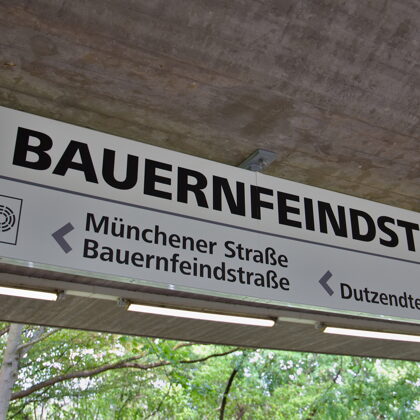 BAUERNFEINDST
Münchener Straße
Bauernfeindstraße
Dutzendte